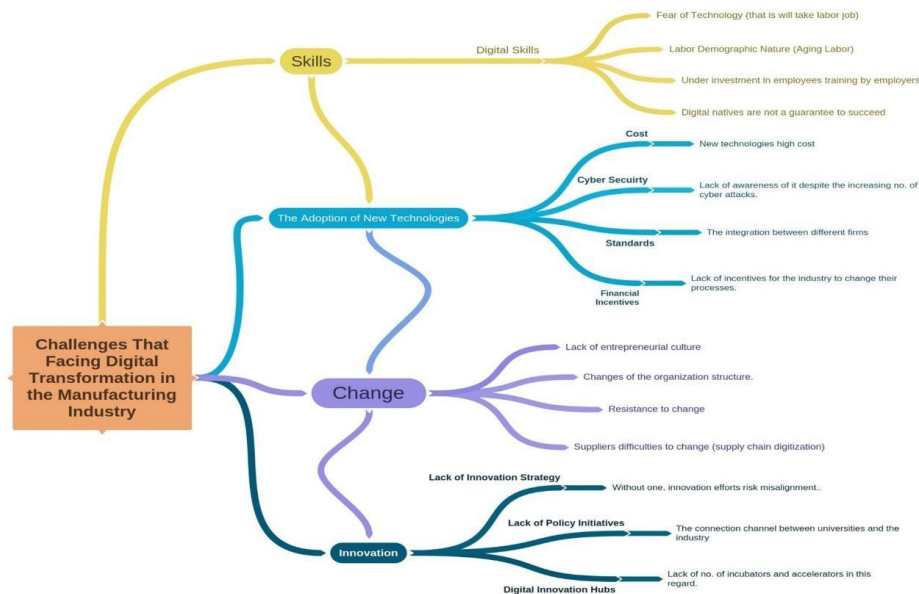 Challenges That
Facing Digital
Transformation in
the Manufacturing
Industry
Skills
Digital Skills
Fear of Technology (that is will take labor job)
Labor Demographic Nature (Aging Labor)
Under investment in employees training by employers
Digital natives are not a guarantee to succeed
The Adoption of New Technologies
Cost
New technologies high cost
Cyber Secuirty
Lack of awareness of it despite the increasing no. of
cyber attacks.
Standards
The integration between different firms
Financial
Incentives
Lack of incentives for the industry to change their
processes.
Change
Lack of entrepreneurial culture
Changes of the organization structure.
Resistance to change
Suppliers difficulties to change (supply chain digitization)
Innovation
Lack of Innovation Strategy
Without one, innovation efforts risk misalignment..
Lack of Policy Initiatives
The connection channel between universities and the
industry
Digital Innovation Hubs
Lack of no. of incubators and accelerators in this
regard.